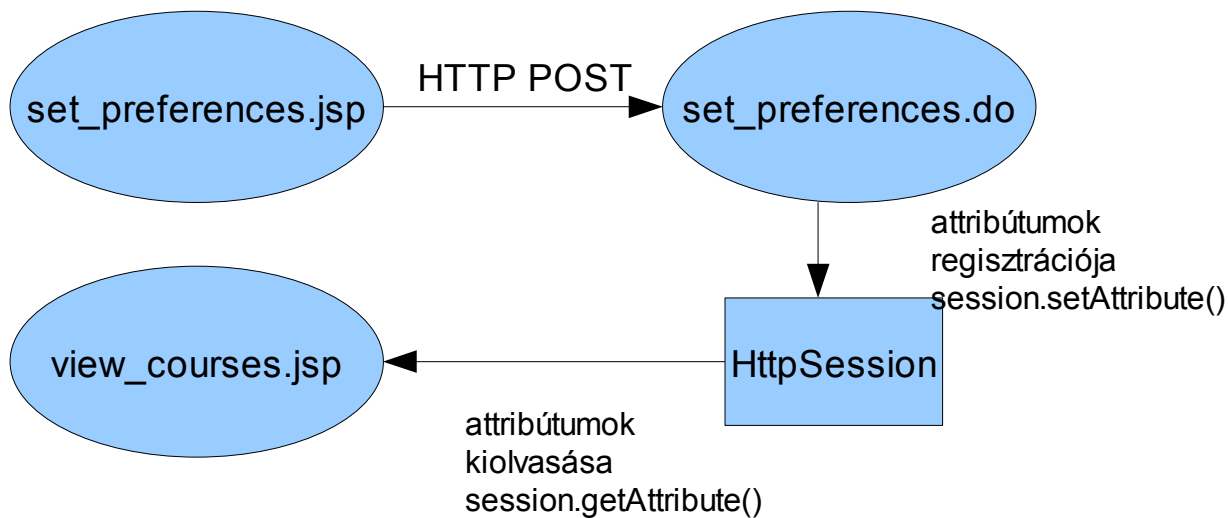 HTTP POST
set_preferences.jsp
set_preferences.do
attribútumok
regisztrációja
session.setAttribute()
view_courses.jsp
HttpSession
attribútumok
kiolvasása
session.getAttribute()